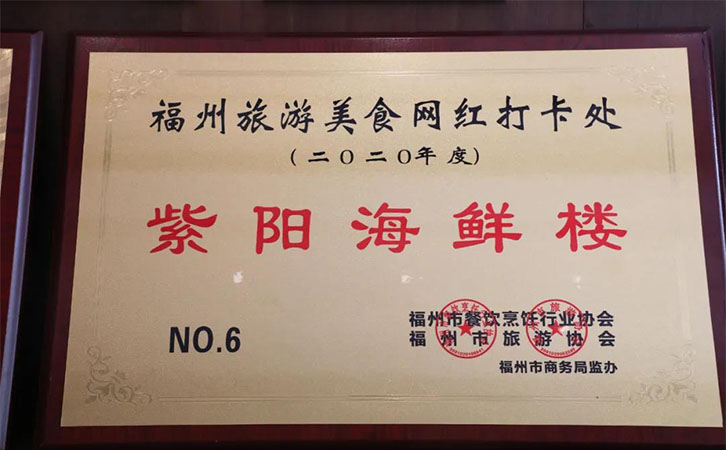 福州旅游美食网红打卡处
(二〇二〇年度)
紫阳海鲜楼
NO.6
福州市餐饮烹饪行业协会
福州市旅游协会
福州市商务局监办